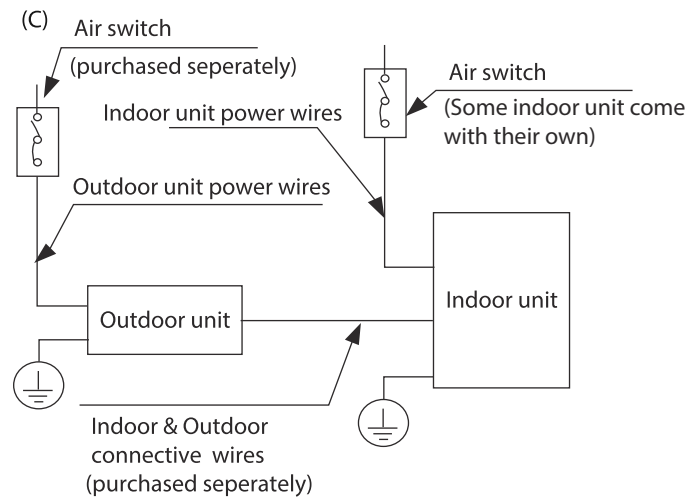 (C)
Air switch
(purchased seperately)
Air switch
(Some indoor unit come
with their own)
Indoor unit power wires
Outdoor unit power wires
Indoor unit
Outdoor unit
Indoor & Outdoor
connective wires
(purchased seperately)